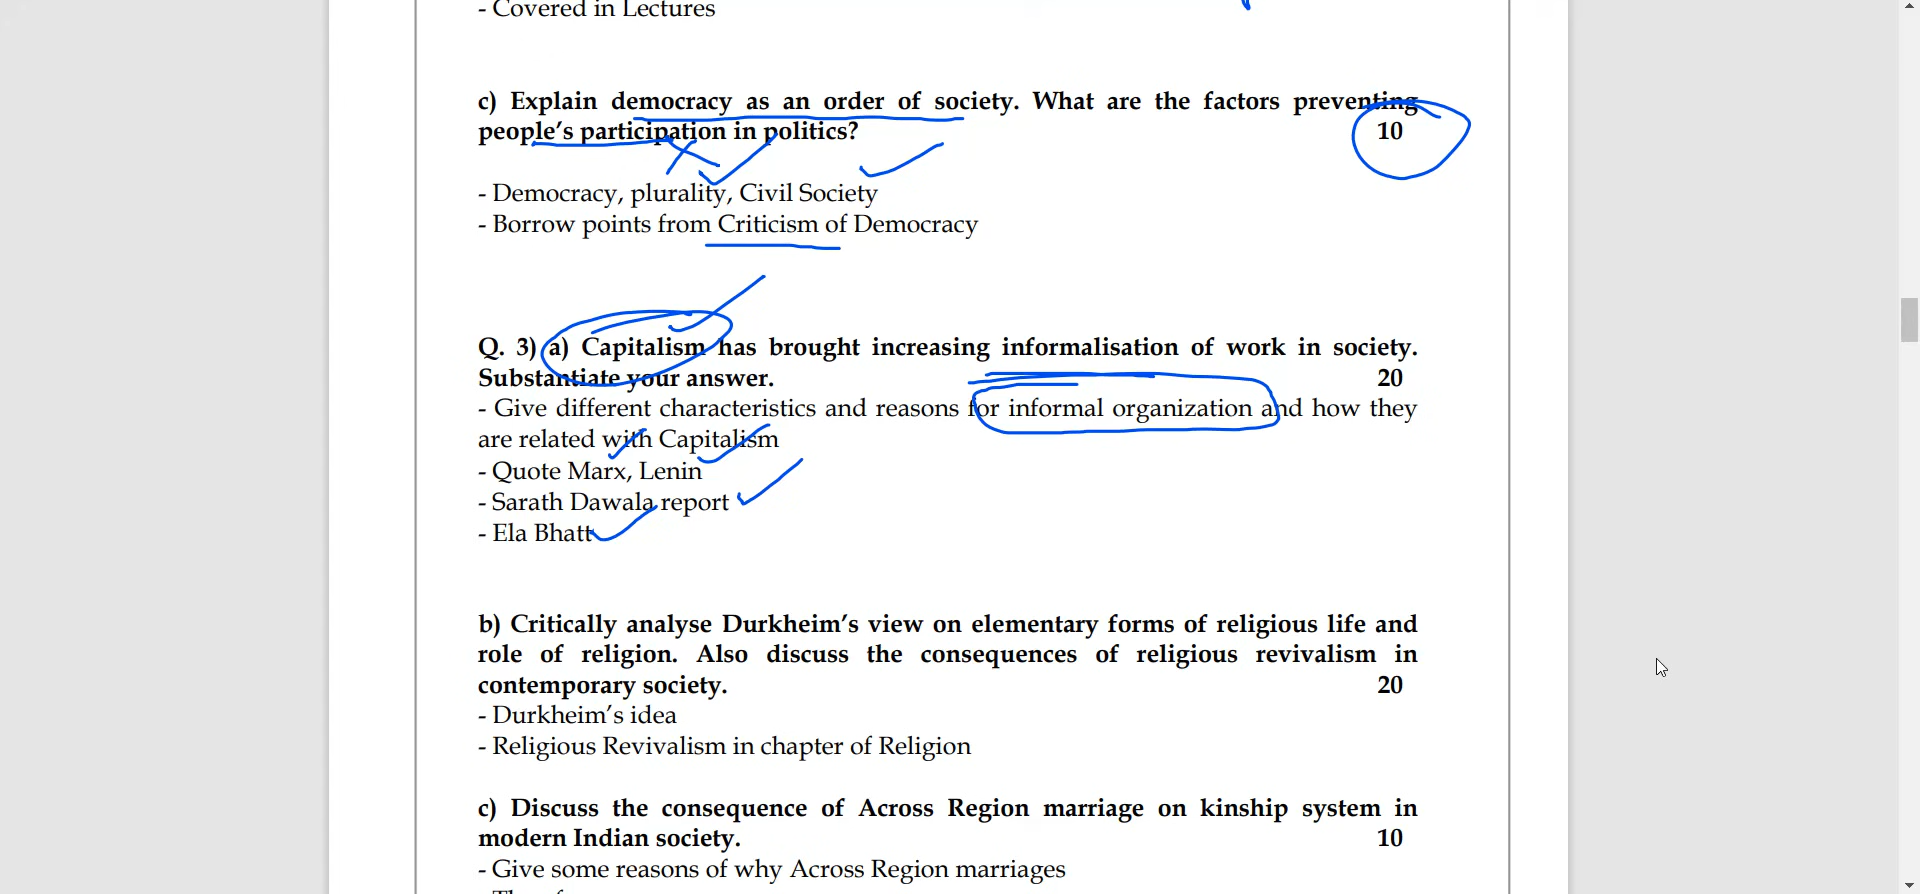 - Covered in Lectures
c) Explain democracy as an order of society. What are the factors preventing
people's participation in politics? 10
- Democracy, plurality, Civil Society
- Borrow points from Criticism of Democracy
Q. 3) a) Capitalism has brought increasing informalisation of work in society.
Substantiate your answer. 20
- Give different characteristics and reasons for informal organization and how they
are related with Capitalism
- Quote Marx, Lenin
- Sarath Dawala report
- Ela Bhatt
b) Critically analyse Durkheim's view on elementary forms of religious life and
role of religion. Also discuss the consequences of religious revivalism in
contemporary society. 20
- Durkheim's idea
- Religious Revivalism in chapter of Religion
c) Discuss the consequence of Across Region marriage on kinship system in
modern Indian society. 10
- Give some reasons of why Across Region marriages